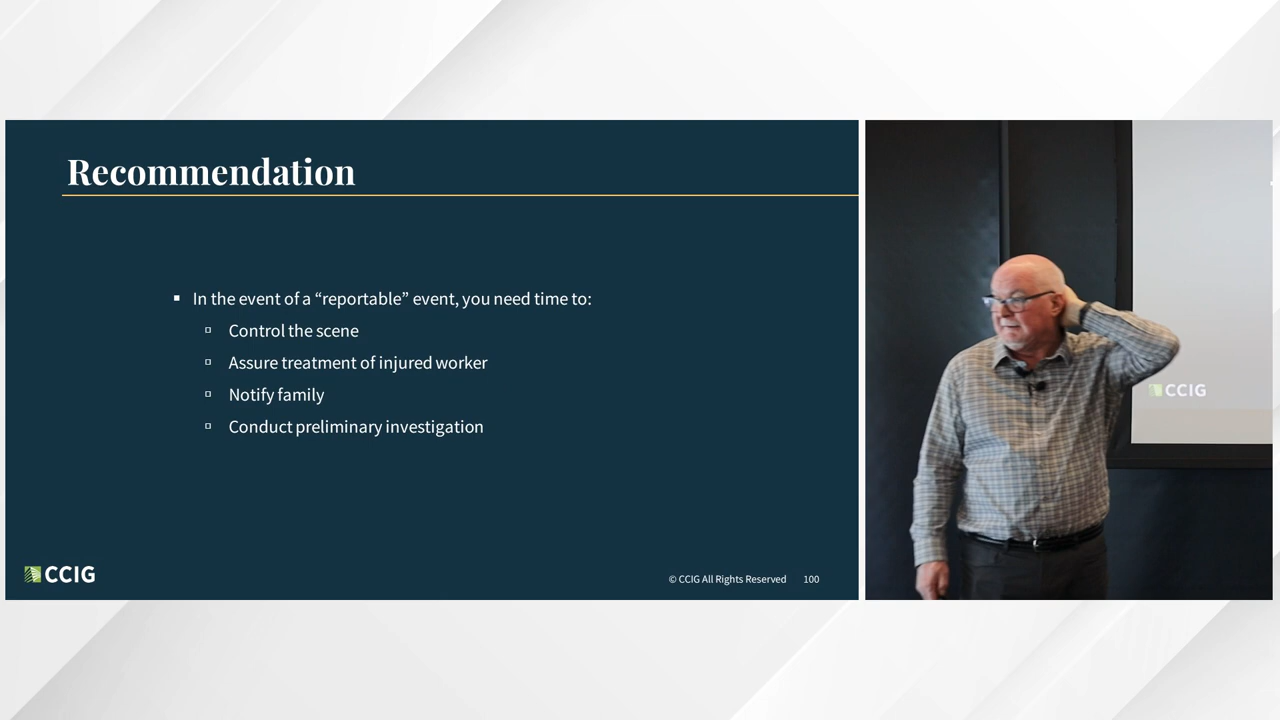 Recommendation
In the event of a “reportable” event, you need time to:
Control the scene
Assure treatment of injured worker
Notify family
Conduct preliminary investigation
CCIG
© CCIG All Rights Reserved 100
CCIG